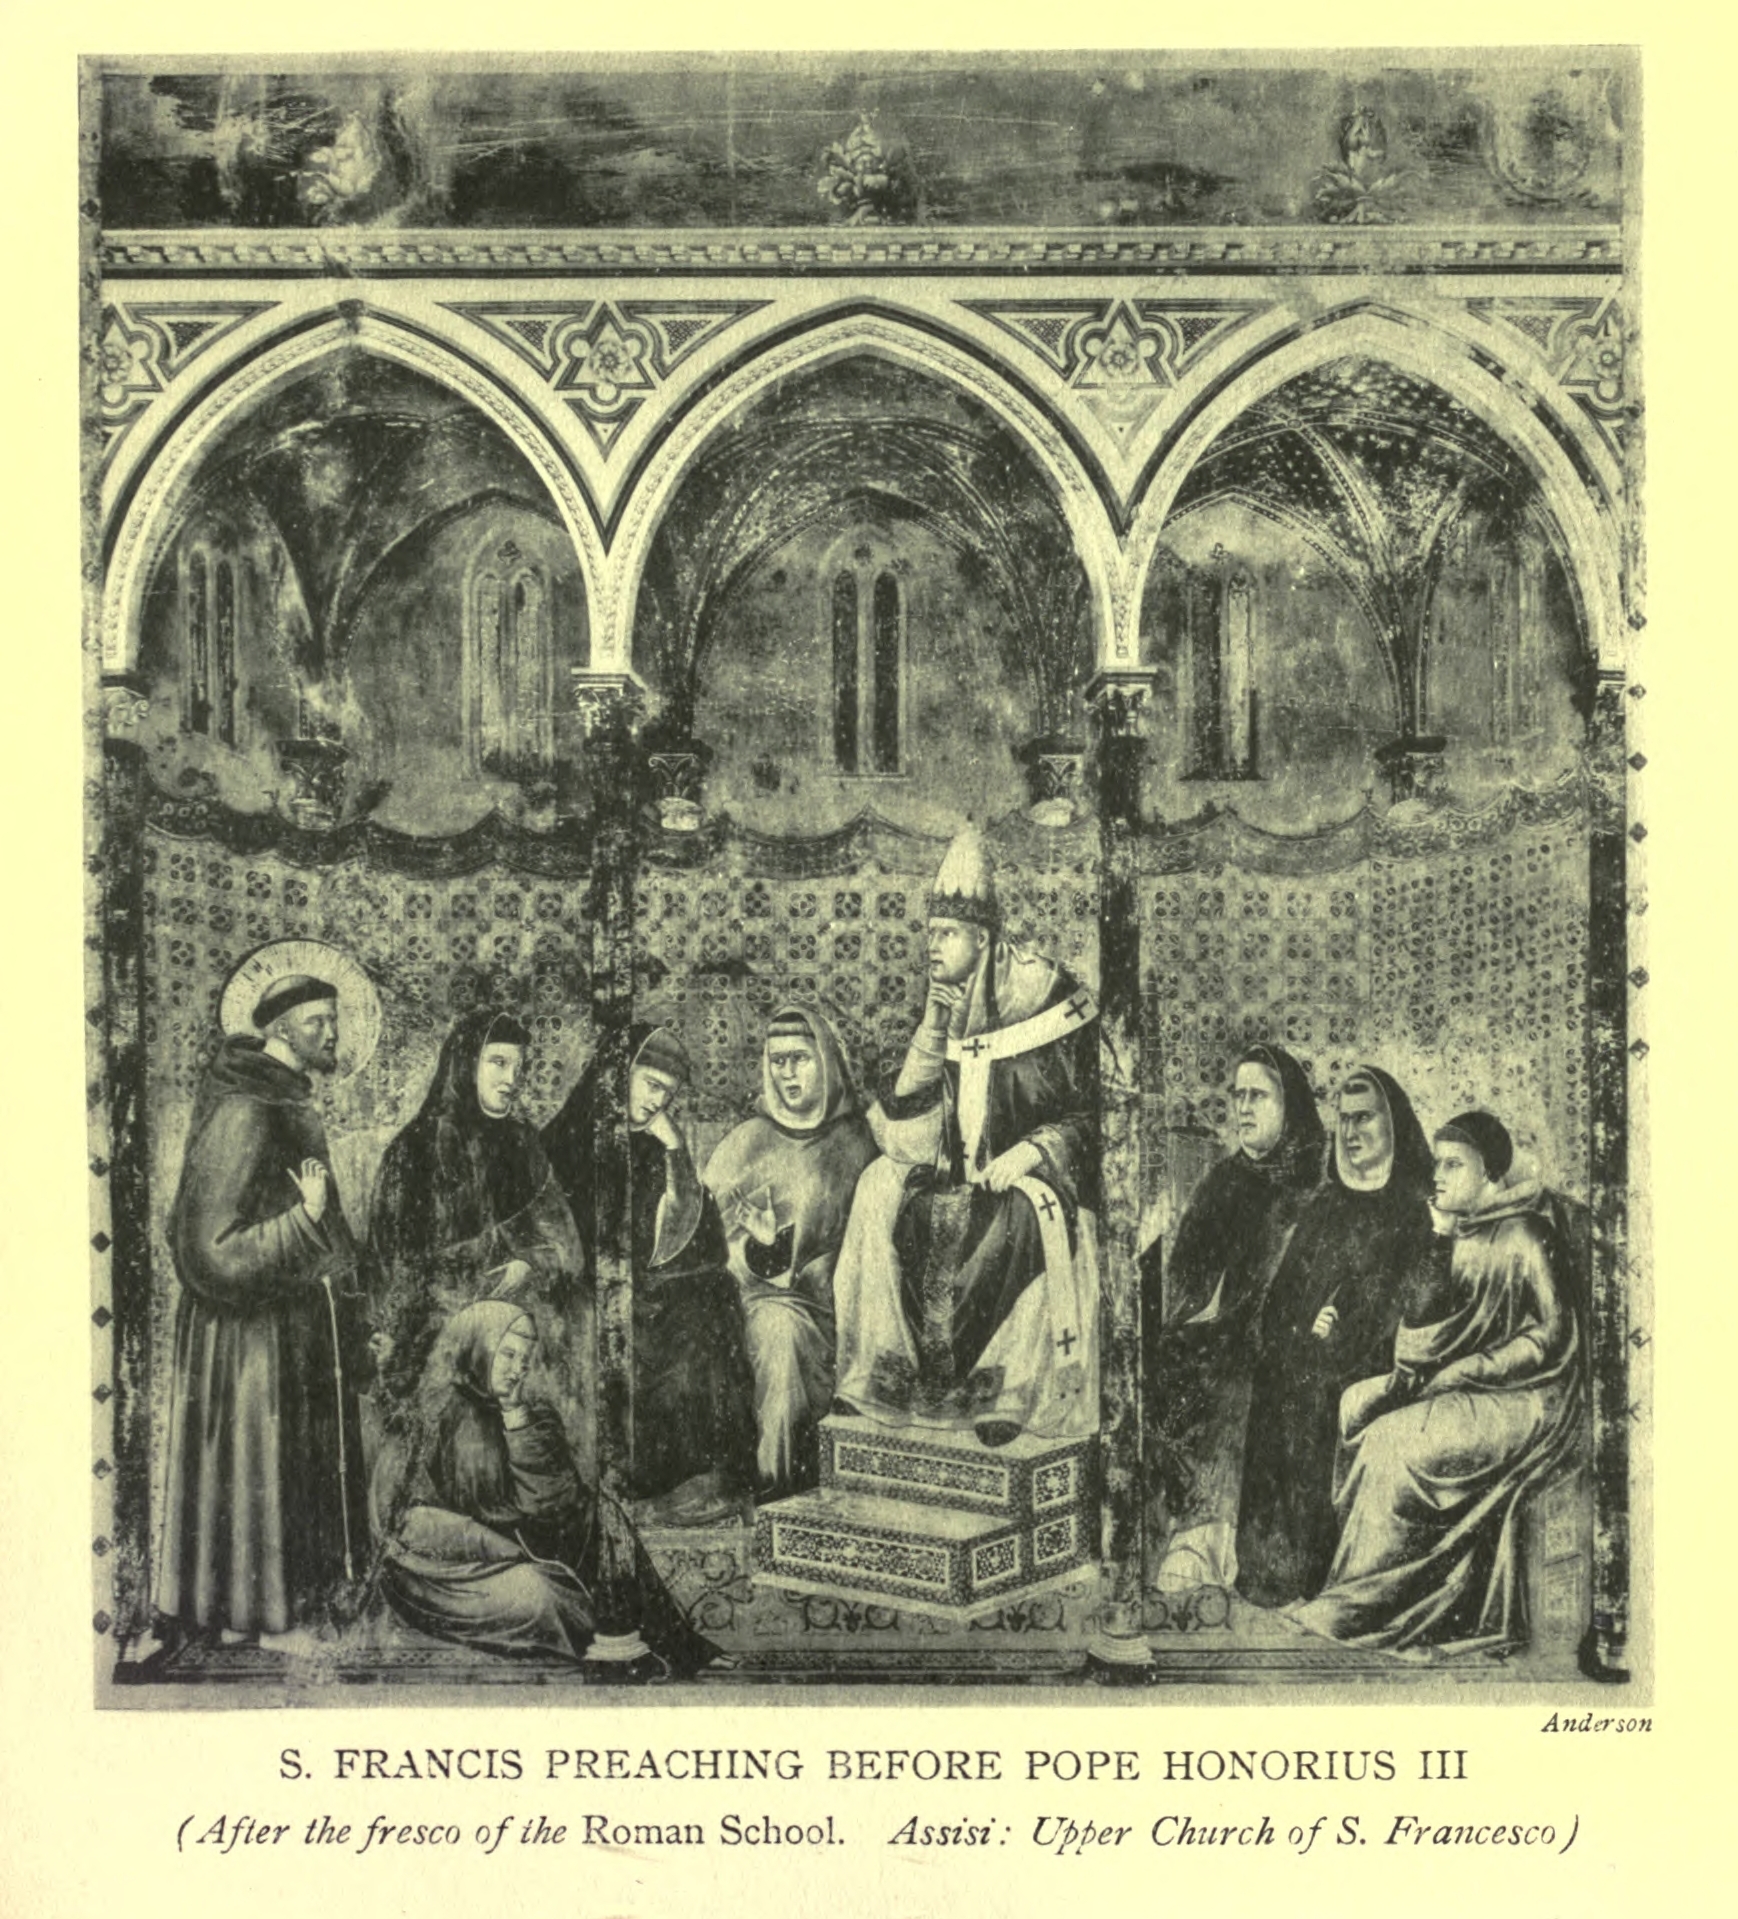 Anderson
S. FRANCIS PREACHING BEFORE POPE HONORIUS III
(After the fresco of the Roman School. Assisi: Upper Church of S. Francesco)